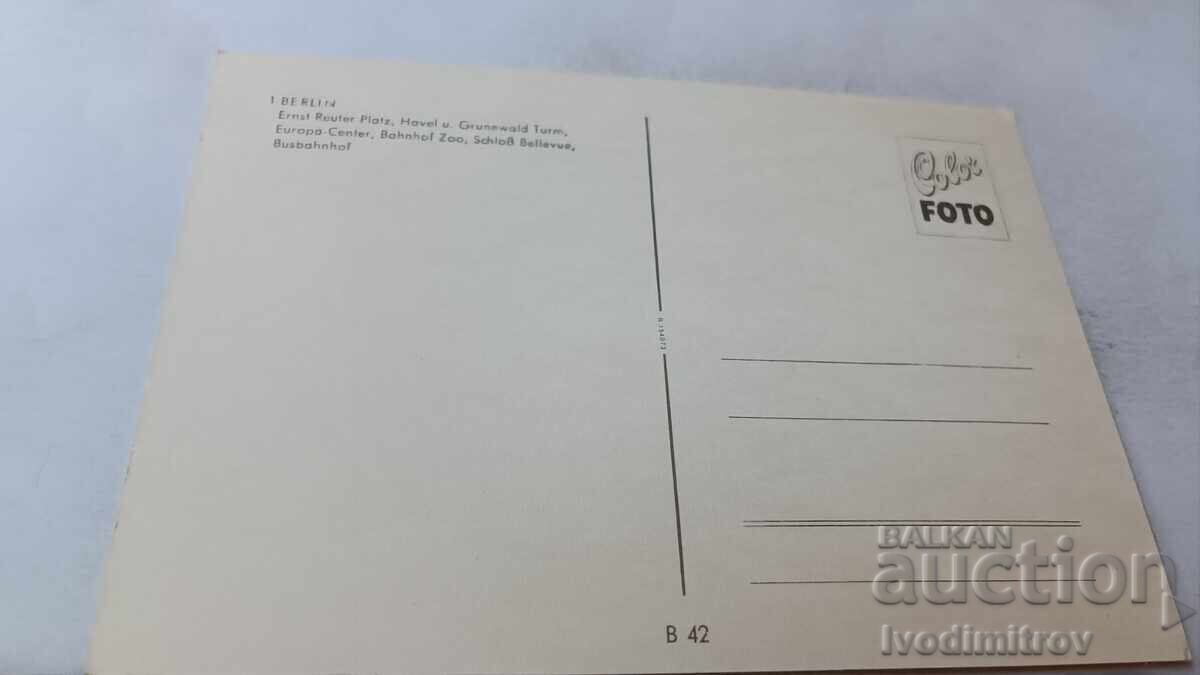 1 BERLIN
Ernst Reuter Platz, Havel u. Grunewald Turm,
Europa-Center, Bahnhof Zoo, Schloß Bellevue,
Busbahnhof
Color
FOTO
B 42
BALKAN
auction
Ivodimitrov